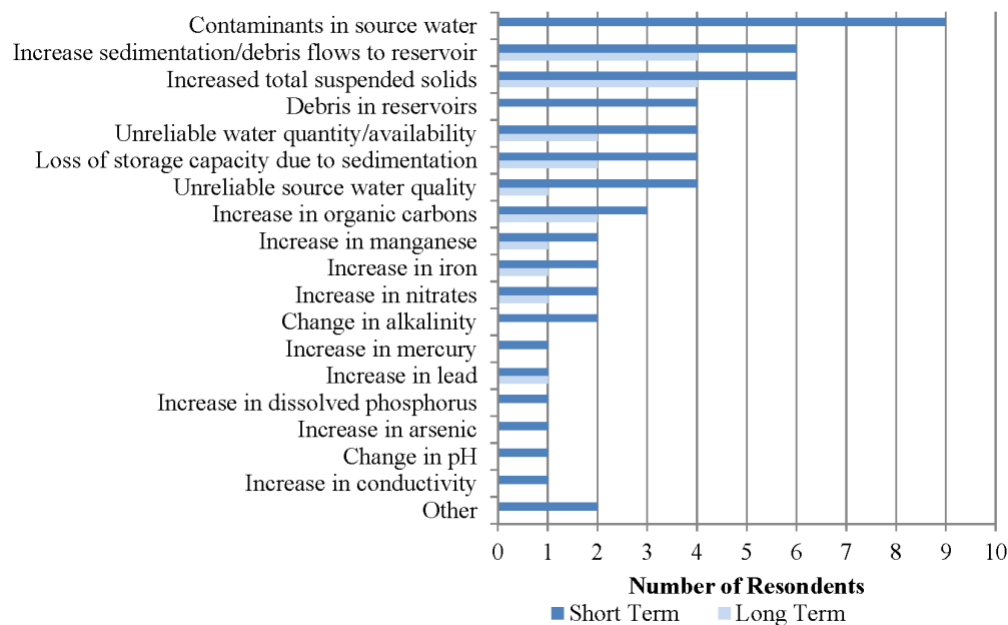 Contaminants in source water
Increase sedimentation/debris flows to reservoir
Increased total suspended solids
Debris in reservoirs
Unreliable water quantity/availability
Loss of storage capacity due to sedimentation
Unreliable source water quality
Increase in organic carbons
Increase in manganese
Increase in iron
Increase in nitrates
Change in alkalinity
Increase in mercury
Increase in lead
Increase in dissolved phosphorus
Increase in arsenic
Change in pH
Increase in conductivity
Other
0 1 2 3 4 5 6 7 8 9 10
Number of Resondents
Short Term Long Term